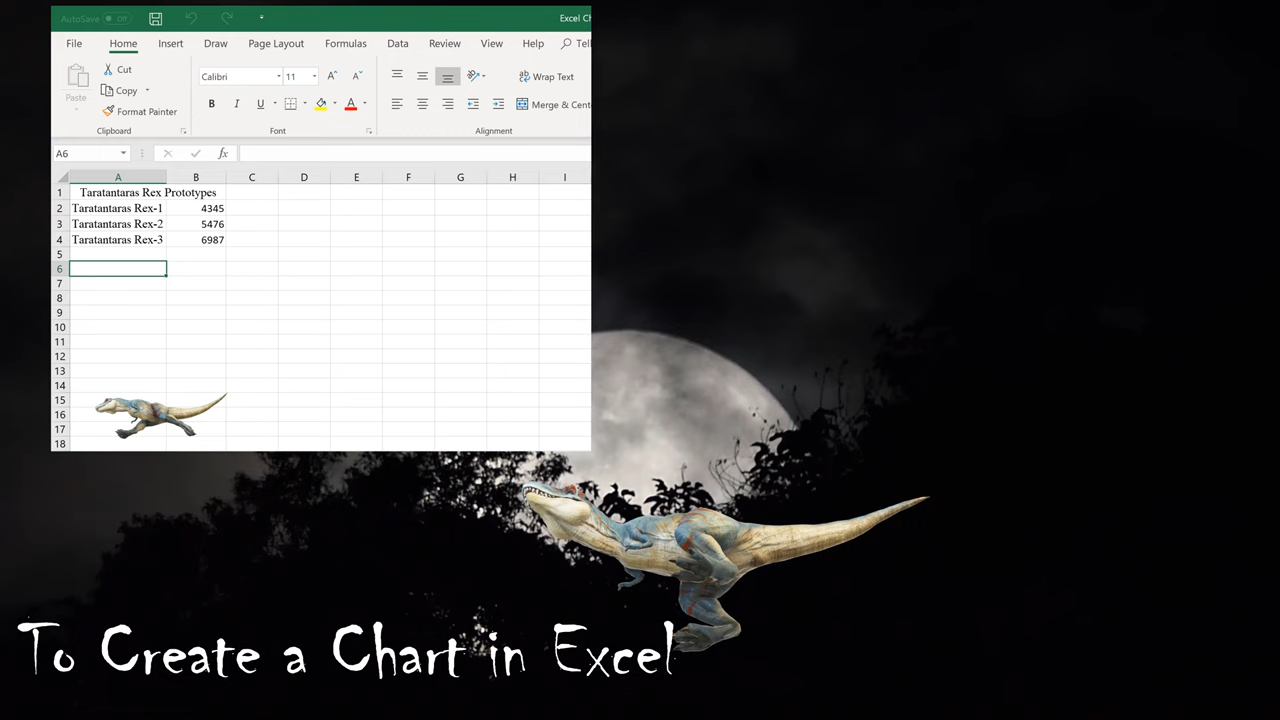 AutoSave Off Excel Ch
File Home Insert Draw Page Layout Formulas Data Review View Help Tell
Paste
Cut
Copy
Format Painter
Clipboard
Calibri 11
B I U A
Font
ab Wrap Text
Merge & Cent
Alignment
A6 fx
A B C D E F G H I
1 Taratantaras Rex Prototypes
2 Taratantaras Rex-1 4345
3 Taratantaras Rex-2 5476
4 Taratantaras Rex-3 6987
5
6
7
8
9
10
11
12
13
14
15
16
17
18
To Create a Chart in Excel